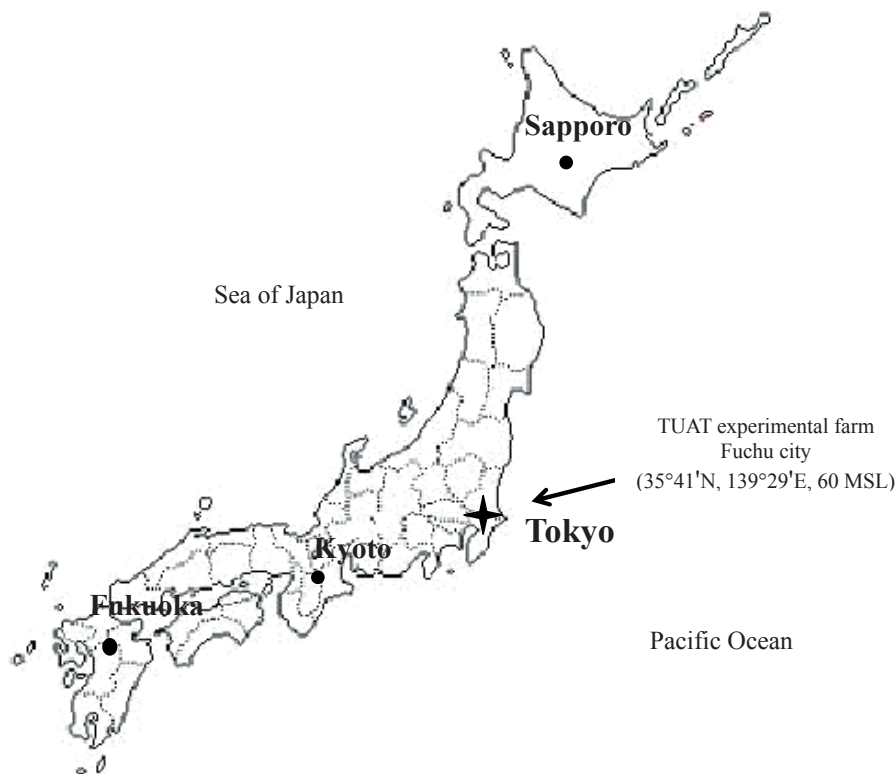 Sapporo
Sea of Japan
TUAT experimental farm
Fuchu city
(35°41'N, 139°29'E, 60 MSL)
Tokyo
Kyoto
Fukuoka
Pacific Ocean